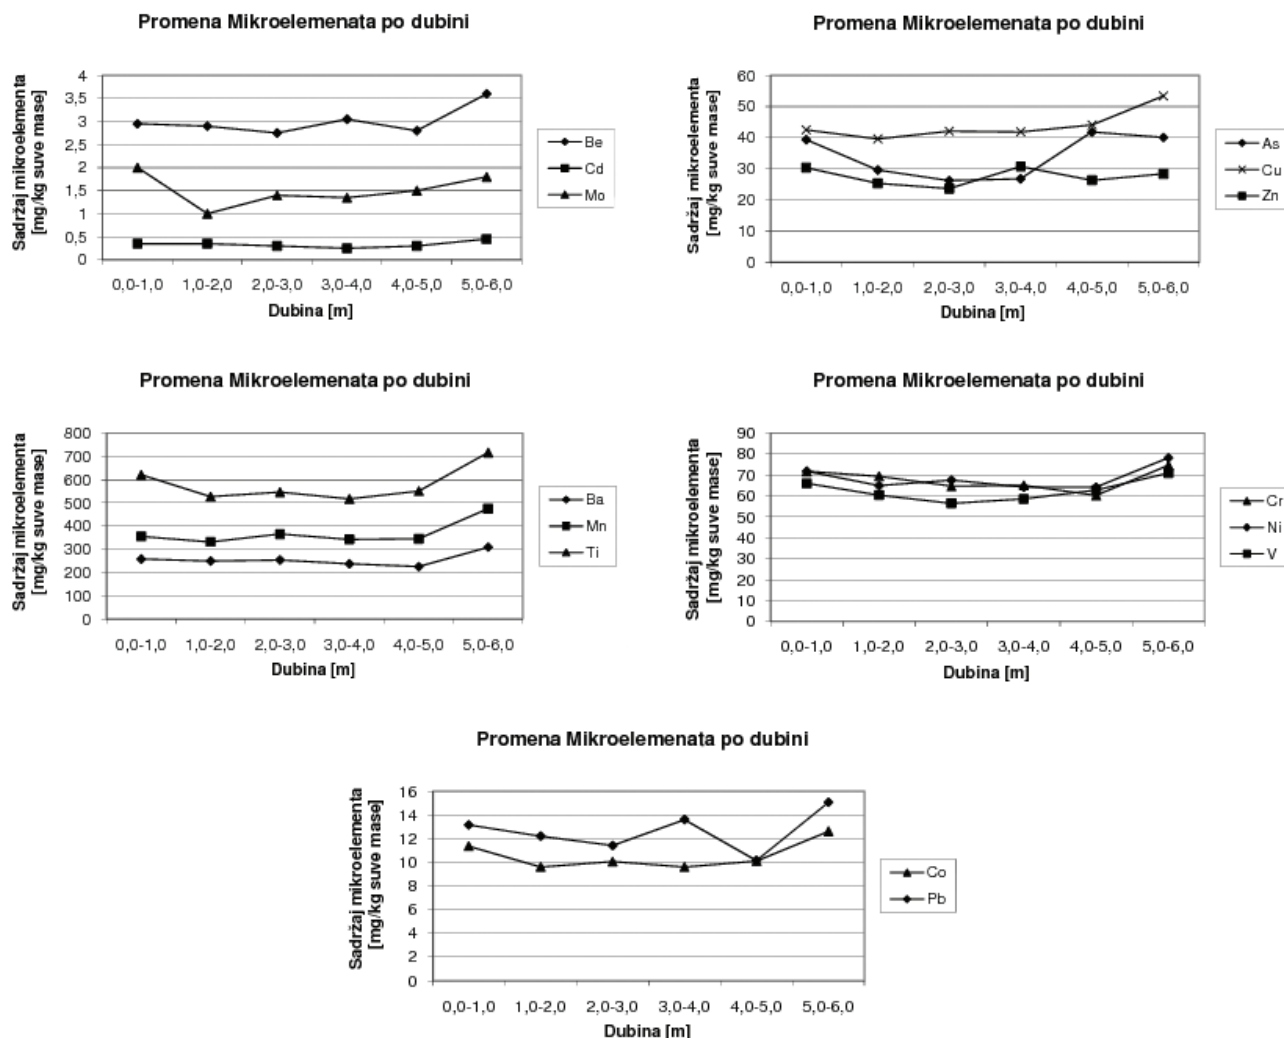 Promena Mikroelemenata po dubini
Sadržaj mikroelementa
[mg/kg suve mase]
4
3,5
3
2,5
2
1,5
1
0,5
0
0,0-1,0 1,0-2,0 2,0-3,0 3,0-4,0 4,0-5,0 5,0-6,0
Dubina [m]
Be
Cd
Mo
Promena Mikroelemenata po dubini
Sadržaj mikroelementa
[mg/kg suve mase]
60
50
40
30
20
10
0
0,0-1,0 1,0-2,0 2,0-3,0 3,0-4,0 4,0-5,0 5,0-6,0
Dubina [m]
As
Cu
Zn
Promena Mikroelemenata po dubini
Sadržaj mikroelementa
[mg/kg suve mase]
800
700
600
500
400
300
200
100
0
0,0-1,0 1,0-2,0 2,0-3,0 3,0-4,0 4,0-5,0 5,0-6,0
Dubina [m]
Ba
Mn
Ti
Promena Mikroelemenata po dubini
Sadržaj mikroelementa
[mg/kg suve mase]
90
80
70
60
50
40
30
20
10
0
0,0-1,0 1,0-2,0 2,0-3,0 3,0-4,0 4,0-5,0 5,0-6,0
Dubina [m]
Cr
Ni
V
Promena Mikroelemenata po dubini
Sadržaj mikroelementa
[mg/kg suve mase]
16
14
12
10
8
6
4
2
0
0,0-1,0 1,0-2,0 2,0-3,0 3,0-4,0 4,0-5,0 5,0-6,0
Dubina [m]
Co
Pb